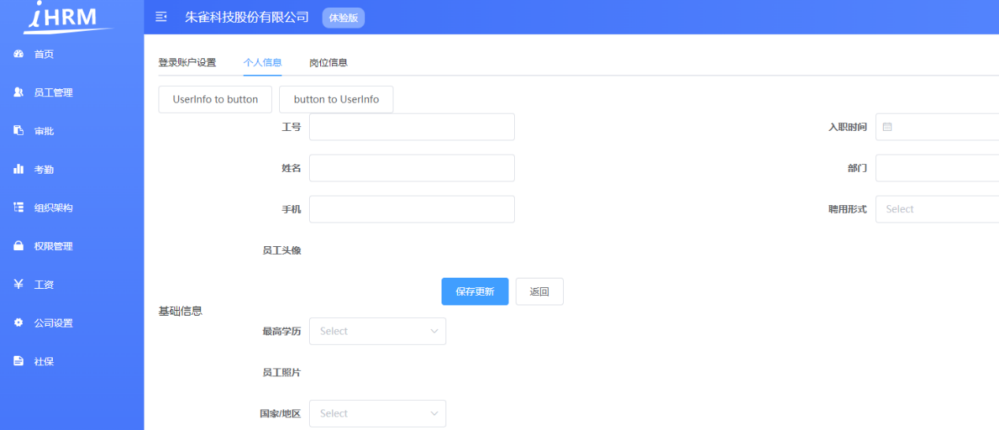 iHRM
朱雀科技股份有限公司 体验版
首页
员工管理
审批
考勤
组织架构
权限管理
工资
公司设置
社保
登录账户设置 个人信息 岗位信息
UserInfo to button button to UserInfo
工号 入职时间
姓名 部门
手机 聘用形式 Select
员工头像
保存更新 返回
基础信息
最高学历 Select
员工照片
国家/地区 Select